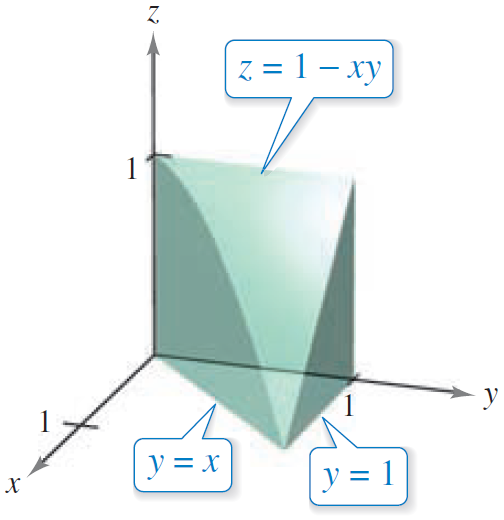 z
z = 1 − xy
1
y
1
1
y = x
y = 1
x